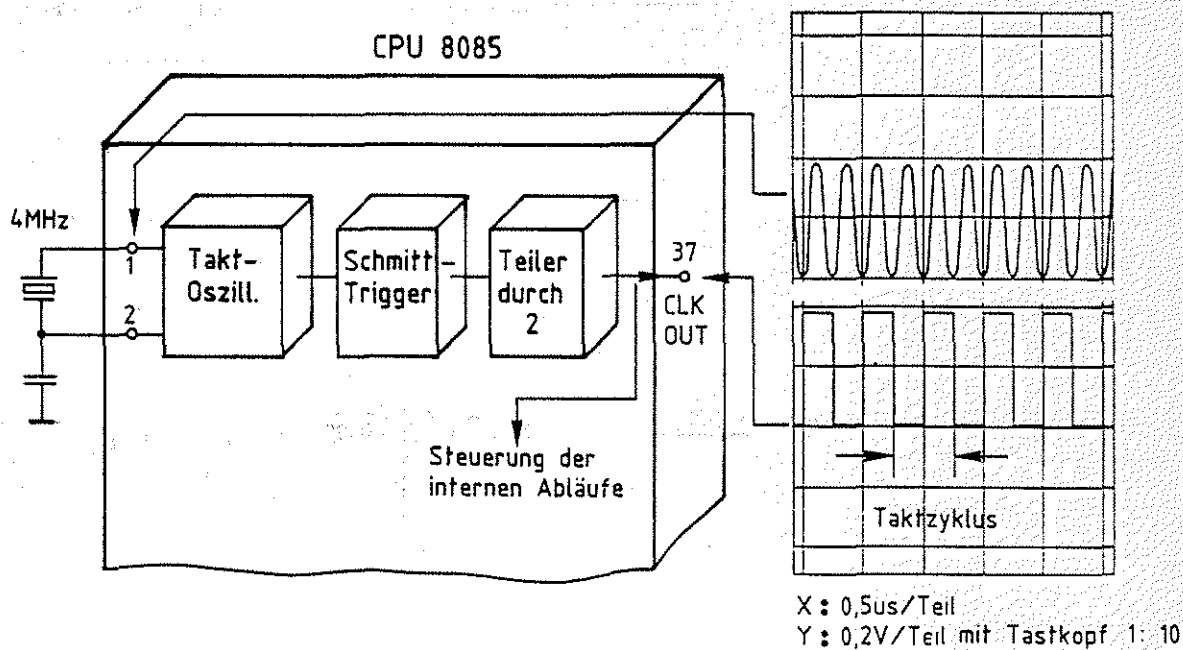 CPU 8085
4MHz
1
2
Takt-
Oszill.
Schmitt-
Trigger
Teiler
durch
2
37
CLK
OUT
Steuerung der
internen Abläufe
Taktzyklus
X: 0,5us/Teil
Y: 0,2V/Teil mit Tastkopf 1:10